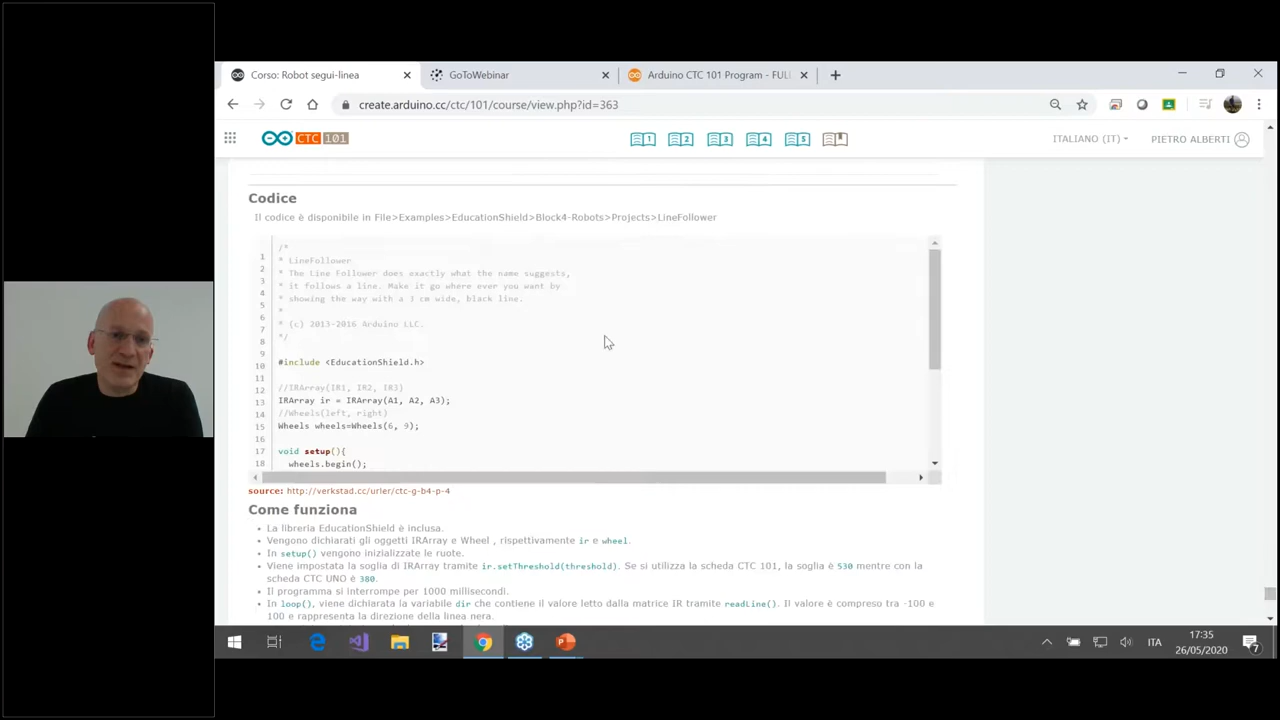 Corso: Robot segui-linea
GoToWebinar
Arduino CTC 101 Program - FULL
create.arduino.cc/ctc/101/course/view.php?id=363
CTC 101
1 2 3 4 5
ITALIANO (IT)
PIETRO ALBERTI
Codice
Il codice è disponibile in File>Examples>EducationShield>Block4-Robots>Projects>LineFollower
1 /*
2 * LineFollower
3 * The Line Follower does exactly what the name suggests,
4 * it follows a line. Make it go where ever you want by
5 * showing the way with a 3 cm wide, black line.
6 *
7 * (c) 2013-2016 Arduino LLC.
8 */
9
10 #include <EducationShield.h>
11
12 //IRArray(IR1, IR2, IR3)
13 IRArray ir = IRArray(A1, A2, A3);
14 //Wheels(left, right)
15 Wheels wheels=Wheels(6, 9);
16
17 void setup(){
18 wheels.begin();
source: http://verkstad.cc/urler/ctc-g-b4-p-4
Come funziona
• La libreria EducationShield è inclusa.
• Vengono dichiarati gli oggetti IRArray e Wheel , rispettivamente ir e wheel.
• In setup() vengono inizializzate le ruote.
• Viene impostata la soglia di IRArray tramite ir.setThreshold(threshold). Se si utilizza la scheda CTC 101, la soglia è 530 mentre con la
scheda CTC UNO è 380.
• Il programma si interrompe per 1000 millisecondi.
• In loop(), viene dichiarata la variabile dir che contiene il valore letto dalla matrice IR tramite readLine(). Il valore è compreso tra -100 e
100 e rappresenta la direzione della linea nera.
ITA
17:35
26/05/2020
7